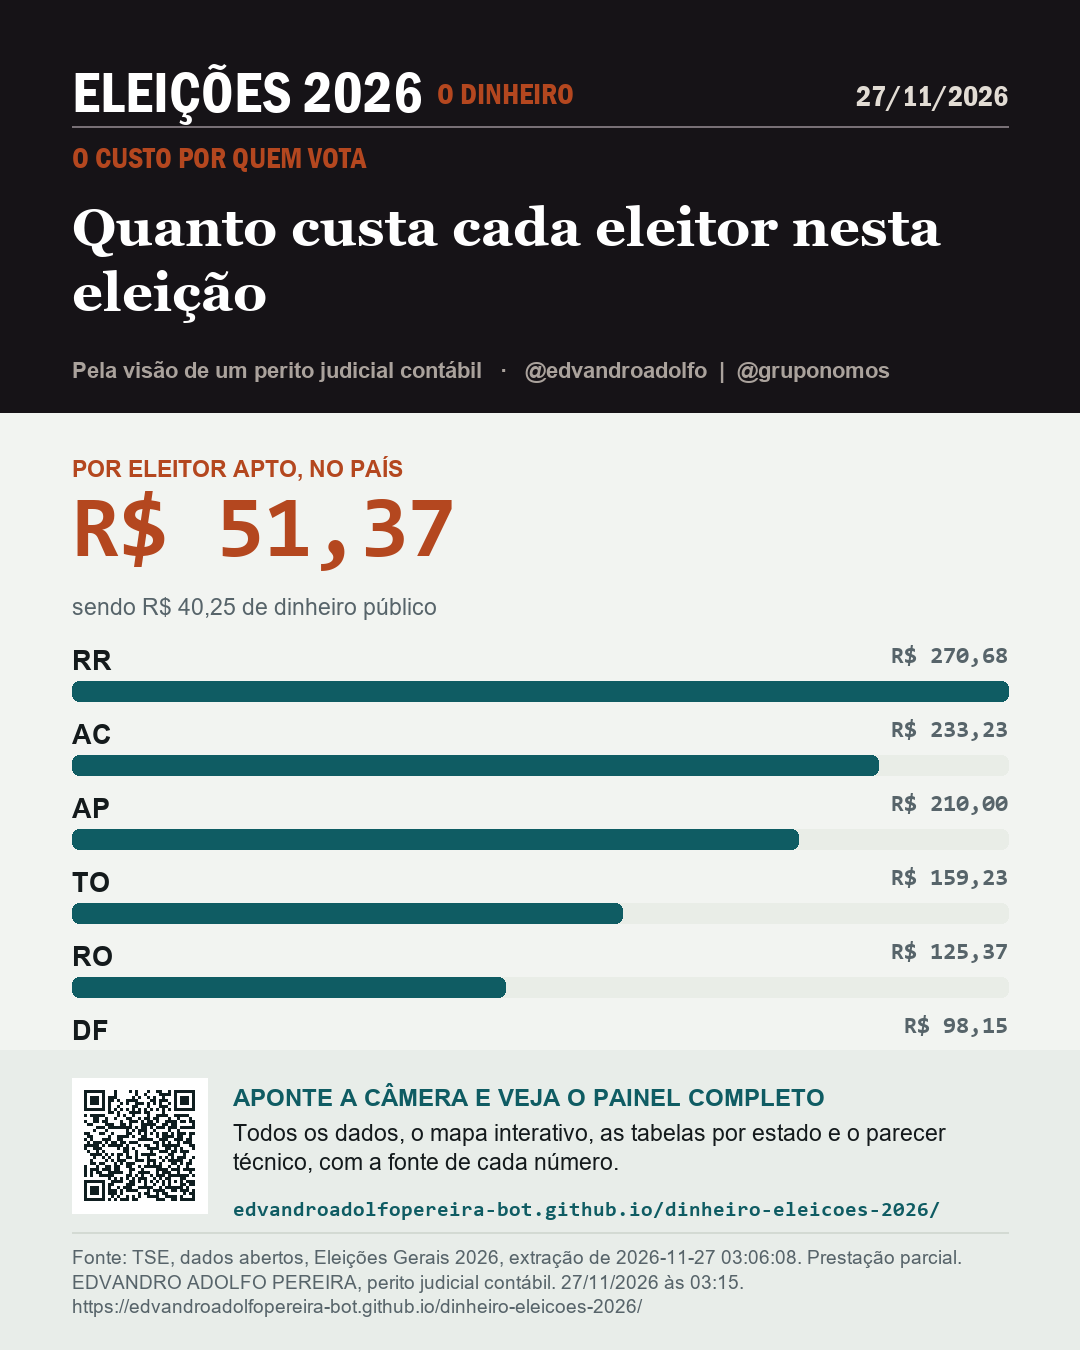 ELEIÇÕES 2026 O DINHEIRO 27/11/2026
O CUSTO POR QUEM VOTA
Quanto custa cada eleitor nesta
eleição
Pela visão de um perito judicial contábil · @edvandroadolfo | @gruponomos
POR ELEITOR APTO, NO PAÍS
R$ 51,37
sendo R$ 40,25 de dinheiro público
RR R$ 270,68
AC R$ 233,23
AP R$ 210,00
TO R$ 159,23
RO R$ 125,37
DF R$ 98,15
APONTE A CÂMERA E VEJA O PAINEL COMPLETO
Todos os dados, o mapa interativo, as tabelas por estado e o parecer
técnico, com a fonte de cada número.
edvandroadolfopereira-bot.github.io/dinheiro-eleicoes-2026/
Fonte: TSE, dados abertos, Eleições Gerais 2026, extração de 2026-11-27 03:06:08. Prestação parcial.
EDVANDRO ADOLFO PEREIRA, perito judicial contábil. 27/11/2026 às 03:15.
https://edvandroadolfopereira-bot.github.io/dinheiro-eleicoes-2026/